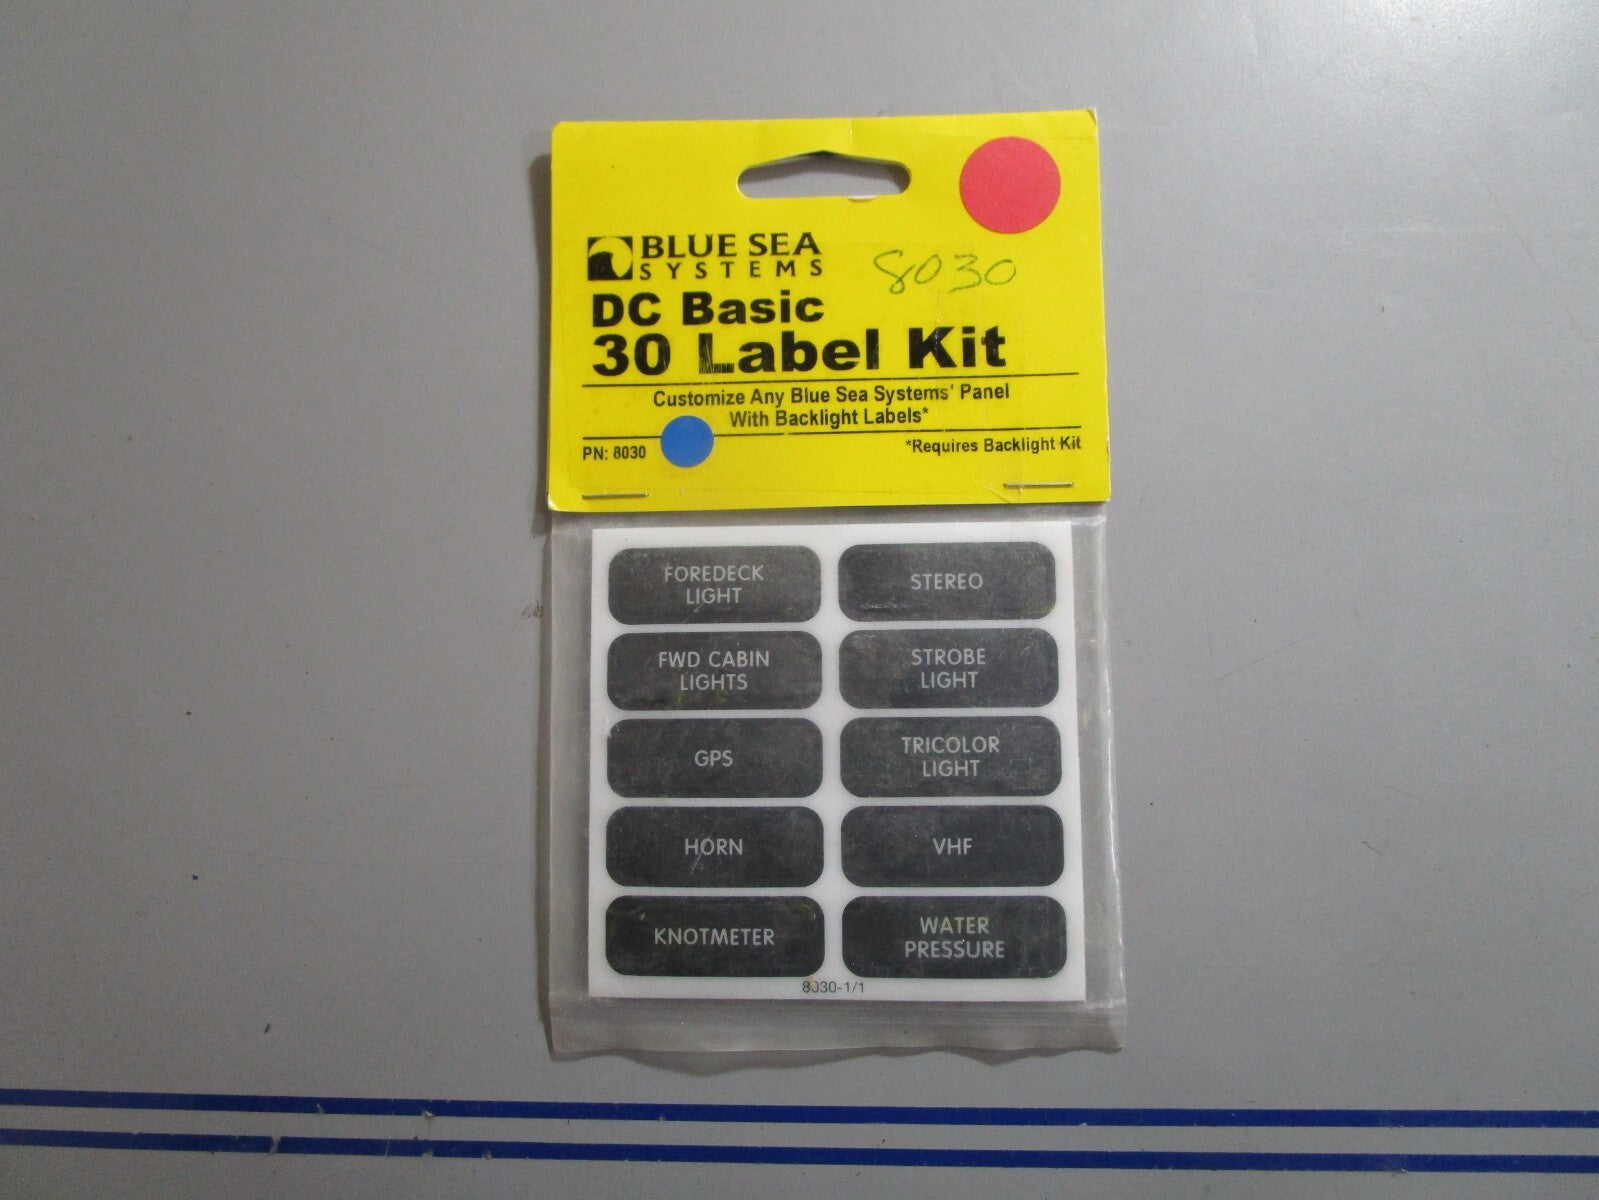 BLUE SEA
SYSTEMS
8030
DC Basic
30 Label Kit
Customize Any Blue Sea Systems' Panel
With Backlight Labels*
PN: 8030
*Requires Backlight Kit
FOREDECK
LIGHT
STEREO
FWD CABIN
LIGHTS
STROBE
LIGHT
GPS
TRICOLOR
LIGHT
HORN
VHF
KNOTMETER
WATER
PRESSURE
8030-1/1